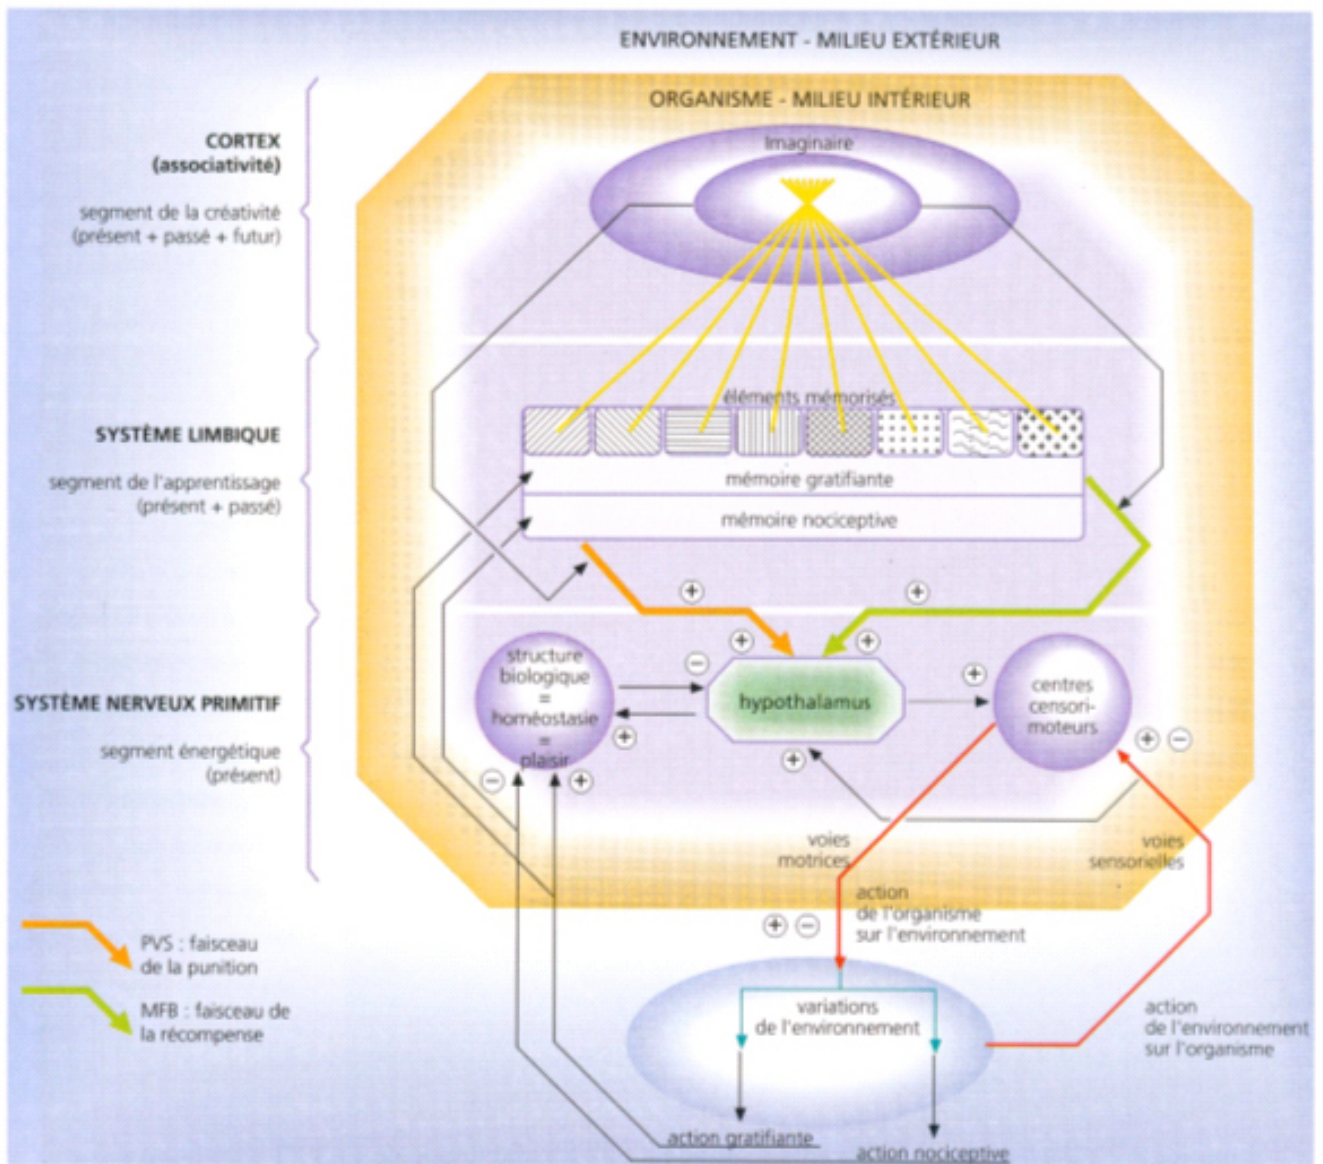 ENVIRONNEMENT - MILIEU EXTÉRIEUR
ORGANISME - MILIEU INTÉRIEUR
CORTEX
(associativité)
segment de la créativité
(présent + passé + futur)
Imaginaire
SYSTÈME LIMBIQUE
segment de l'apprentissage
(présent + passé)
éléments mémorisés
mémoire gratifiante
mémoire nociceptive
+
+
+
+
SYSTÈME NERVEUX PRIMITIF
segment énergétique
(présent)
structure
biologique
=
homéostasie
=
plaisir
−
+
hypothalamus
+
+
centres
censori-
moteurs
+ −
− +
voies
motrices
voies
sensorielles
action
de l'organisme
sur l'environnement
+ −
PVS : faisceau
de la punition
MFB : faisceau de
la récompense
variations
de l'environnement
action
de l'environnement
sur l'organisme
action gratifiante
action nociceptive